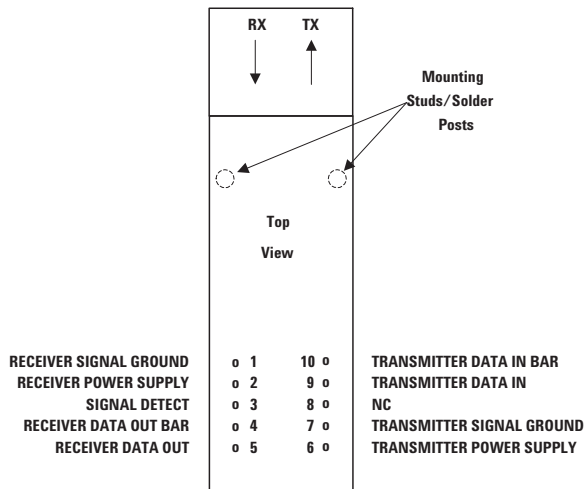 RX TX
Mounting
Studs/Solder
Posts
Top
View
RECEIVER SIGNAL GROUND o 1 10 o TRANSMITTER DATA IN BAR
RECEIVER POWER SUPPLY o 2 9 o TRANSMITTER DATA IN
SIGNAL DETECT o 3 8 o NC
RECEIVER DATA OUT BAR o 4 7 o TRANSMITTER SIGNAL GROUND
RECEIVER DATA OUT o 5 6 o TRANSMITTER POWER SUPPLY